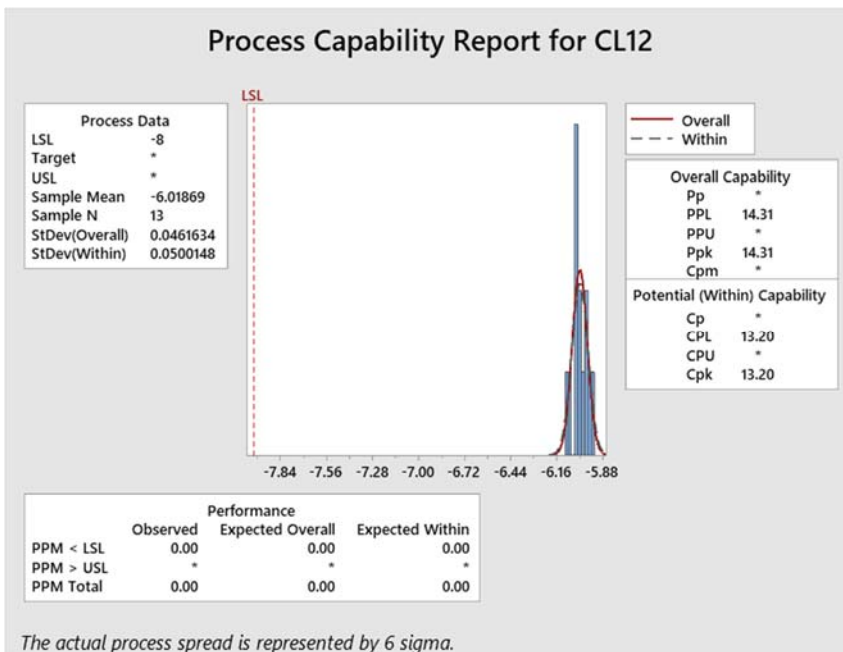 Process Capability Report for CL12
LSL
Process Data
LSL -8
Target *
USL *
Sample Mean -6.01869
Sample N 13
StDev(Overall) 0.0461634
StDev(Within) 0.0500148
Overall
Within
Overall Capability
Pp *
PPL 14.31
PPU *
Ppk 14.31
Cpm *
Potential (Within) Capability
Cp *
CPL 13.20
CPU *
Cpk 13.20
-7.84 -7.56 -7.28 -7.00 -6.72 -6.44 -6.16 -5.88
Performance
Observed Expected Overall Expected Within
PPM < LSL 0.00 0.00 0.00
PPM > USL * * *
PPM Total 0.00 0.00 0.00
The actual process spread is represented by 6 sigma.